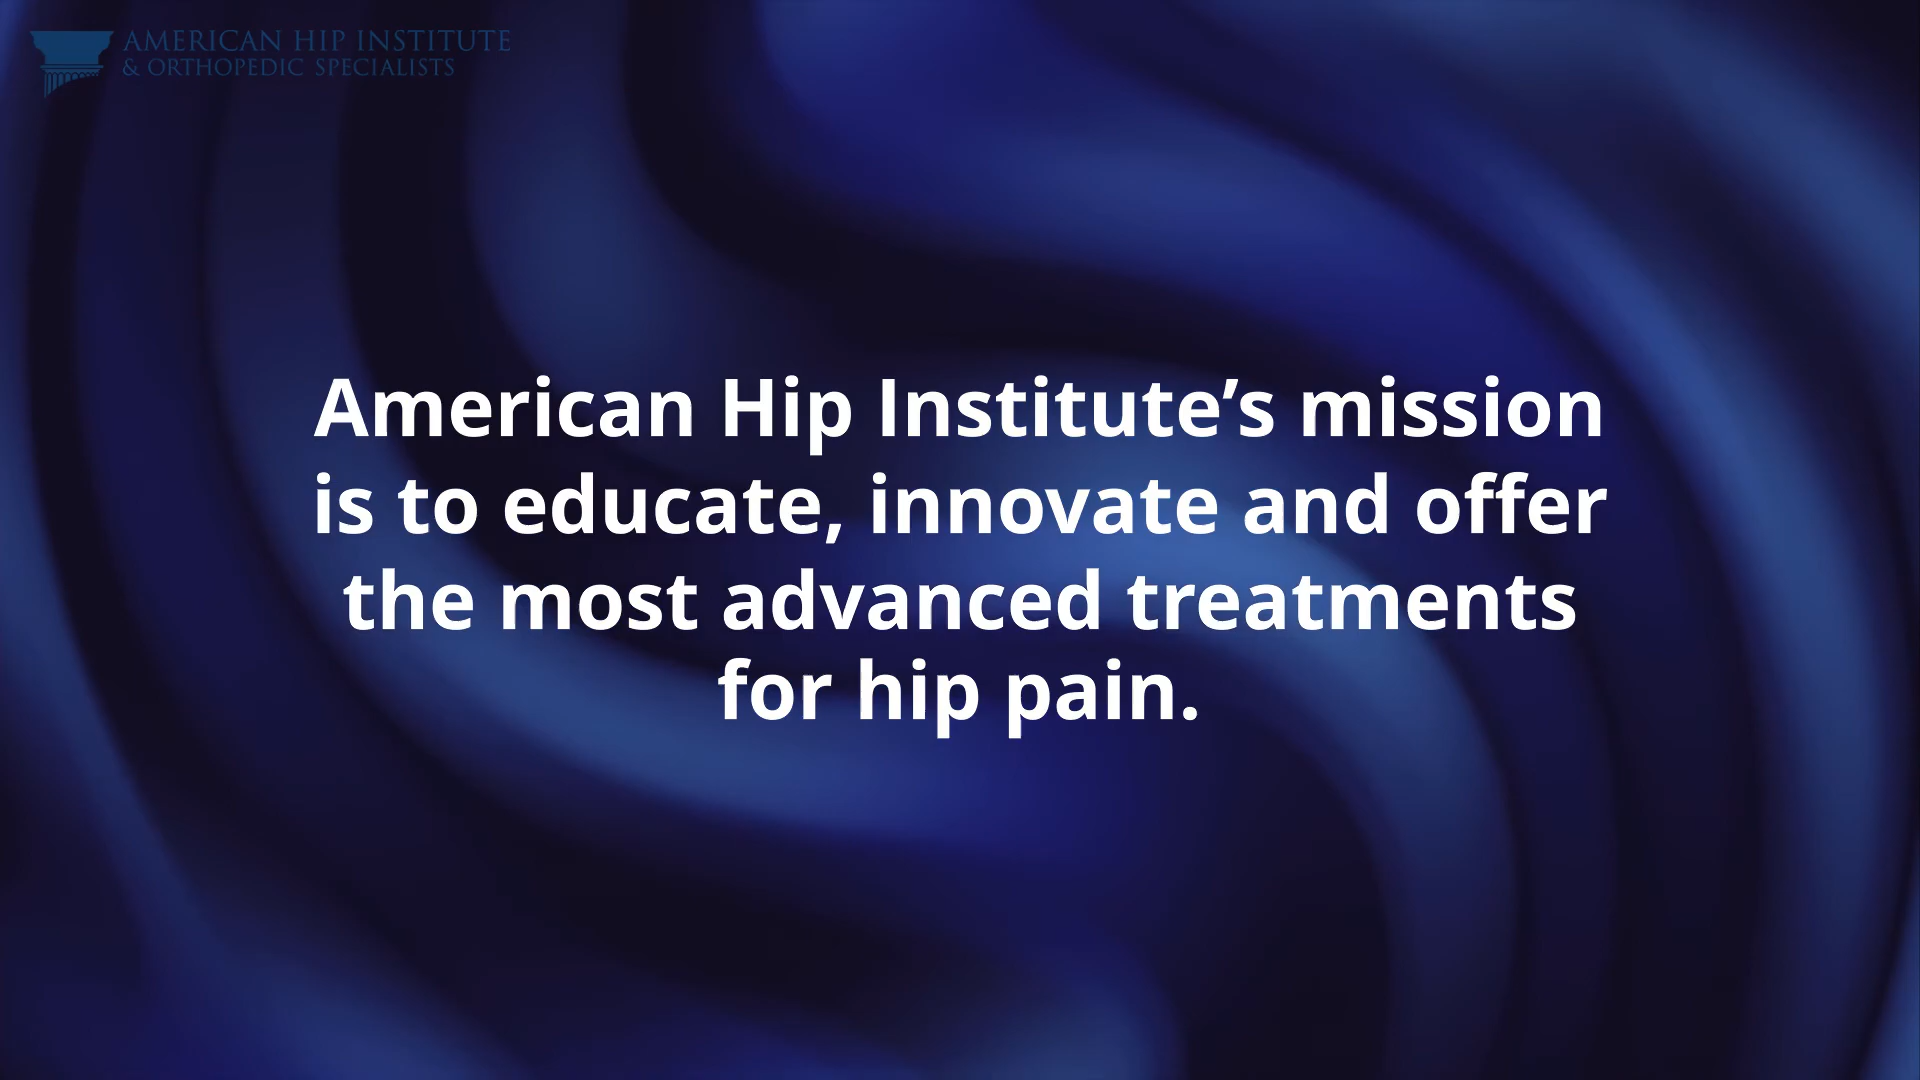 AMERICAN HIP INSTITUTE
& ORTHOPEDIC SPECIALISTS
American Hip Institute’s mission
is to educate, innovate and offer
the most advanced treatments
for hip pain.